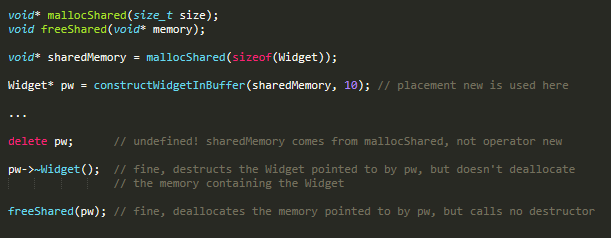 void* mallocShared(size_t size);
void freeShared(void* memory);
void* sharedMemory = mallocShared(sizeof(Widget));
Widget* pw = constructWidgetInBuffer(sharedMemory, 10); // placement new is used here
...
delete pw;      // undefined! sharedMemory comes from mallocShared, not operator new
pw->~Widget();  // fine, destructs the Widget pointed to by pw, but doesn't deallocate
                // the memory containing the Widget
freeShared(pw); // fine, deallocates the memory pointed to by pw, but calls no destructor